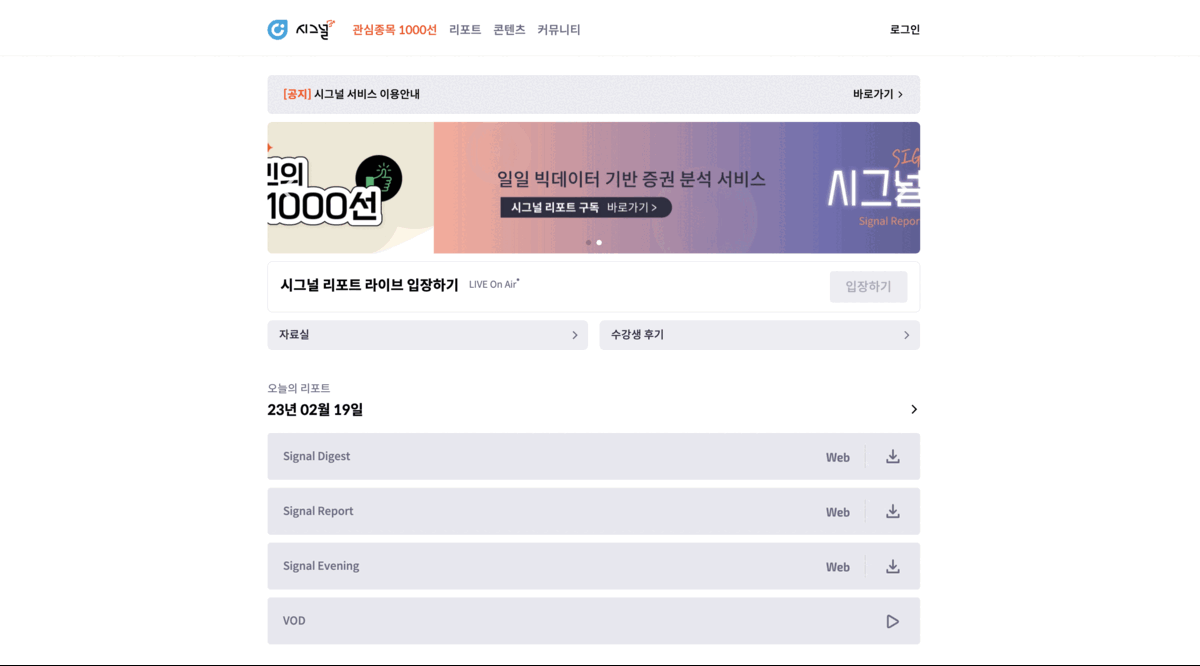 시그널
관심종목 1000선 리포트 콘텐츠 커뮤니티
로그인
[공지] 시그널 서비스 이용안내
바로가기 >
민의
1000선
일일 빅데이터 기반 증권 분석 서비스
시그널 리포트 구독 바로가기 >
SIG
시그널
Signal Repor
시그널 리포트 라이브 입장하기 LIVE On Air*
입장하기
자료실
수강생 후기
오늘의 리포트
23년 02월 19일
Signal Digest Web
Signal Report Web
Signal Evening Web
VOD